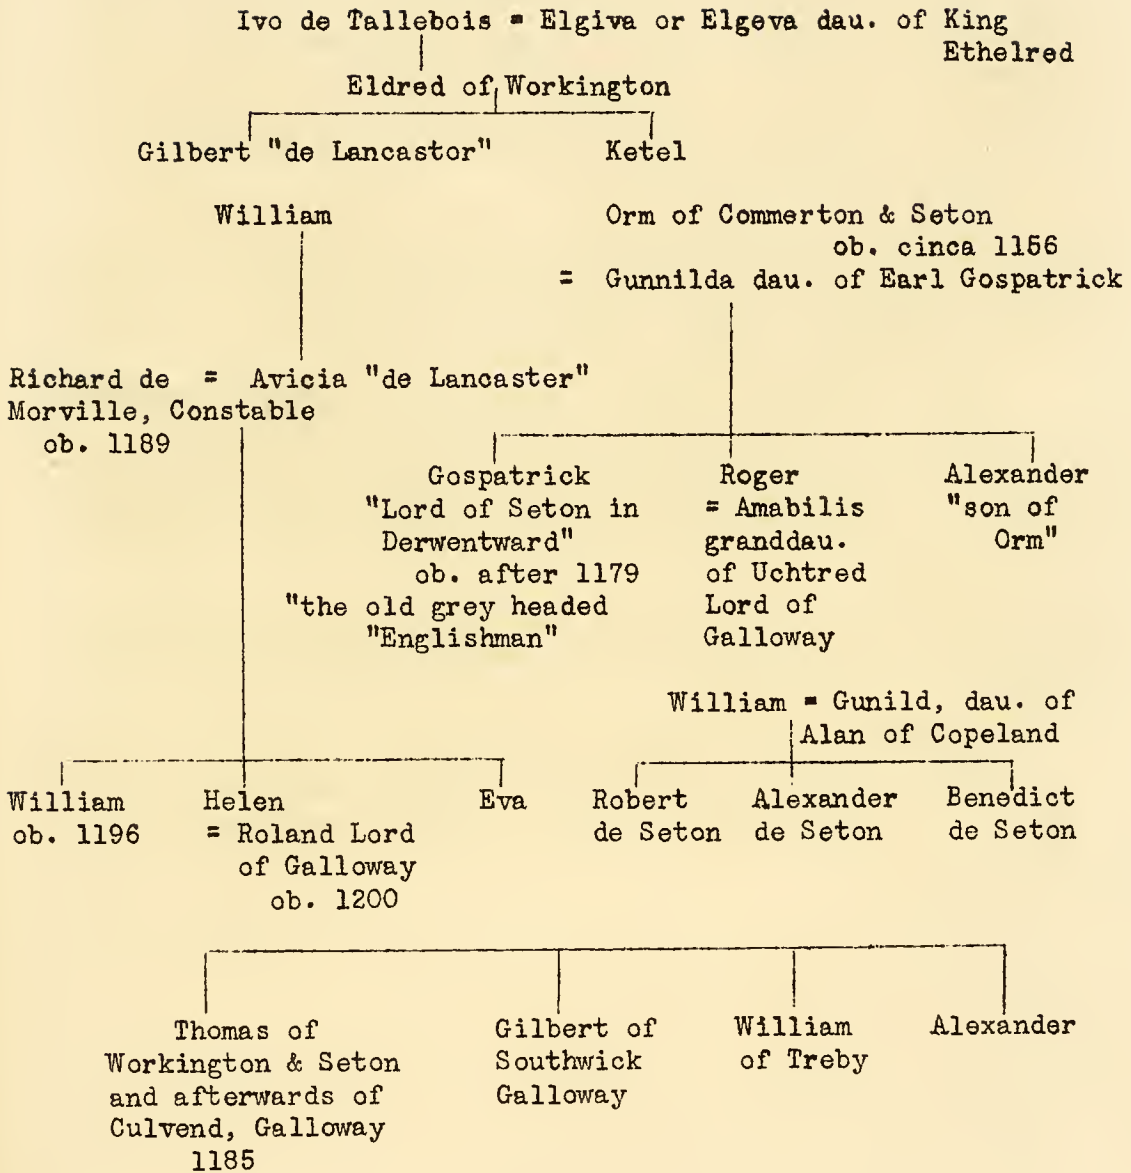 Ivo de Tallebois = Elgiva or Elgeva dau. of King
Ethelred
Eldred of Workington
Gilbert "de Lancastor" Ketel
William Orm of Commerton & Seton
ob. circa 1156
= Gunnilda dau. of Earl Gospatrick
Richard de = Avicia "de Lancaster"
Morville, Constable
ob. 1189
Gospatrick Roger Alexander
"Lord of Seton in = Amabilis "son of
Derwentward" granddau. Orm"
ob. after 1179 of Uchtred
"the old grey headed Lord of
"Englishman" Galloway
William = Gunild, dau. of
Alan of Copeland
William Helen Eva Robert Alexander Benedict
ob. 1196 = Roland Lord de Seton de Seton de Seton
of Galloway
ob. 1200
Thomas of Gilbert of William Alexander
Workington & Seton Southwick of Treby
and afterwards of Galloway
Culvend, Galloway
1185